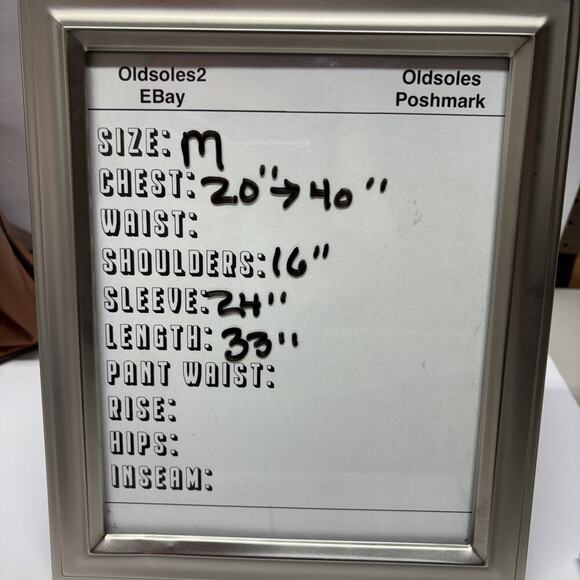 Oldsoles2 Oldsoles
EBay Poshmark
SIZE: M
CHEST: 20" → 40"
WAIST:
SHOULDERS: 16"
SLEEVE: 24"
LENGTH: 33"
PANT WAIST:
RISE:
HIPS:
INSEAM: